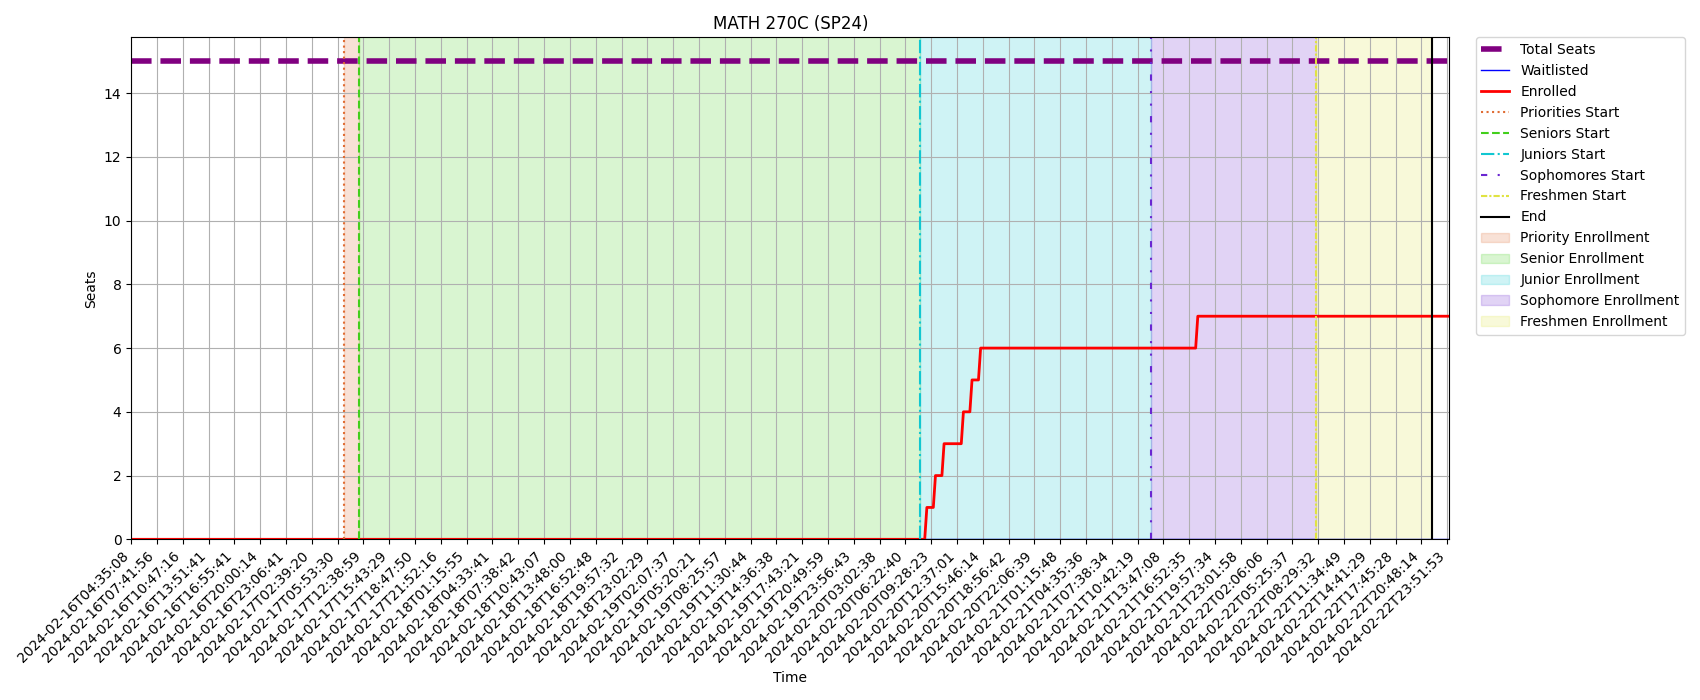 MATH 270C (SP24)
Seats
14
12
10
8
6
4
2
0
2024-02-16T04:35:08
2024-02-16T07:41:56
2024-02-16T10:47:16
2024-02-16T13:51:41
2024-02-16T16:55:41
2024-02-16T20:00:14
2024-02-16T23:06:41
2024-02-17T02:39:20
2024-02-17T05:53:30
2024-02-17T12:38:59
2024-02-17T15:43:29
2024-02-17T18:47:50
2024-02-17T21:52:16
2024-02-18T01:15:55
2024-02-18T04:33:41
2024-02-18T07:38:42
2024-02-18T10:43:07
2024-02-18T13:48:00
2024-02-18T16:52:48
2024-02-18T19:57:32
2024-02-18T23:02:29
2024-02-19T02:07:37
2024-02-19T05:20:21
2024-02-19T08:25:57
2024-02-19T11:30:44
2024-02-19T14:36:38
2024-02-19T17:43:21
2024-02-19T20:49:59
2024-02-19T23:56:43
2024-02-20T03:02:38
2024-02-20T06:22:40
2024-02-20T09:28:23
2024-02-20T12:37:01
2024-02-20T15:46:14
2024-02-20T18:56:42
2024-02-20T22:06:39
2024-02-21T01:15:48
2024-02-21T04:35:36
2024-02-21T07:38:34
2024-02-21T10:42:19
2024-02-21T13:47:08
2024-02-21T16:52:35
2024-02-21T19:57:34
2024-02-21T23:01:58
2024-02-22T02:06:06
2024-02-22T05:25:37
2024-02-22T08:29:32
2024-02-22T11:34:49
2024-02-22T14:41:29
2024-02-22T17:45:28
2024-02-22T20:48:14
2024-02-22T23:51:53
Time
Total Seats
Waitlisted
Enrolled
Priorities Start
Seniors Start
Juniors Start
Sophomores Start
Freshmen Start
End
Priority Enrollment
Senior Enrollment
Junior Enrollment
Sophomore Enrollment
Freshmen Enrollment